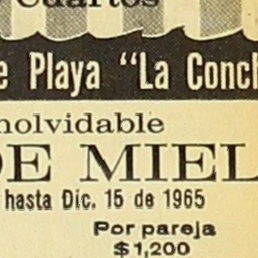 Cuartos
e Playa "La Conch
nolvidable
DE MIEL
hasta Dic. 15 de 1965
Por pareja
$1,200